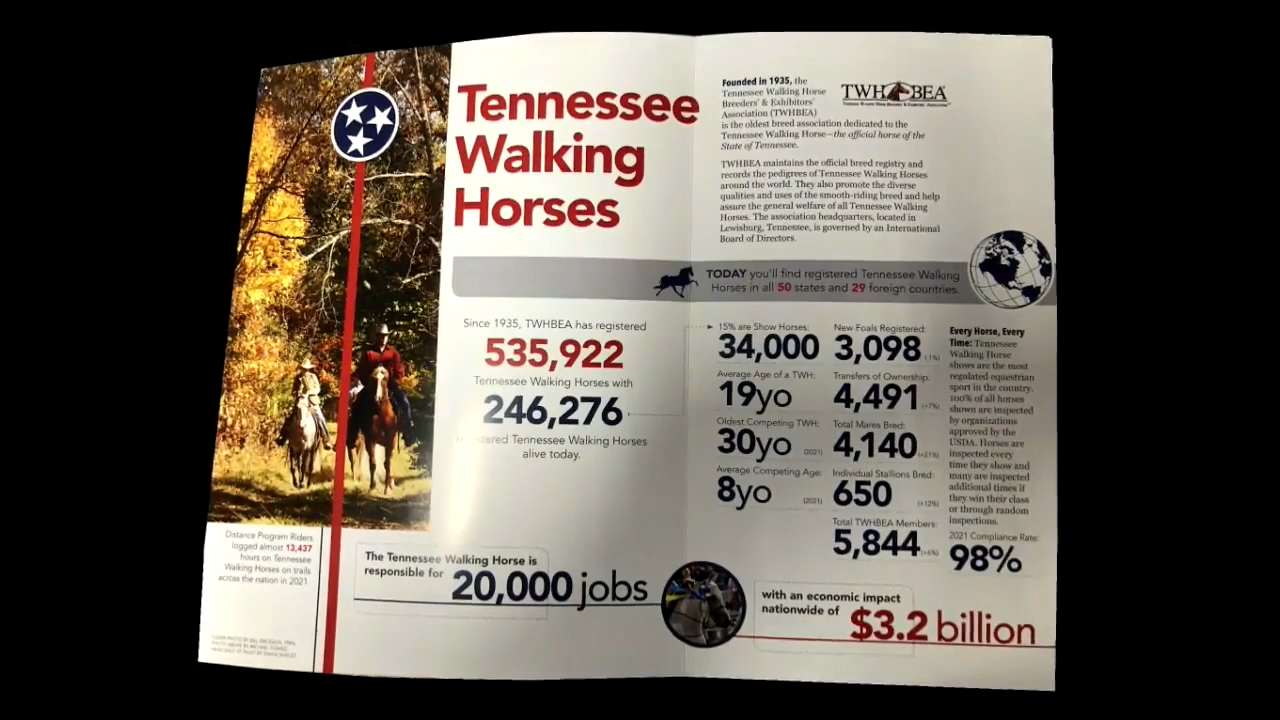 Tennessee
Walking
Horses
Founded in 1935, the
Tennessee Walking Horse
Breeders' & Exhibitors'
Association (TWHBEA)
is the oldest breed association dedicated to the
Tennessee Walking Horse—the official horse of the
State of Tennessee.
TWHBEA
TWHBEA maintains the official breed registry and
records the pedigrees of Tennessee Walking Horses
around the world. They also promote the diverse
qualities and uses of the smooth-riding breed and help
assure the general welfare of all Tennessee Walking
Horses. The association headquarters, located in
Lewisburg, Tennessee, is governed by an International
Board of Directors.
TODAY you'll find registered Tennessee Walking
Horses in all 50 states and 29 foreign countries.
Since 1935, TWHBEA has registered
535,922
Tennessee Walking Horses with
246,276
registered Tennessee Walking Horses
alive today.
15% are Show Horses:
34,000
Average Age of a TWH:
19yo
Oldest Competing TWH:
30yo (2021)
Average Competing Age:
8yo (2021)
New Foals Registered:
3,098 (-1%)
Transfers of Ownership:
4,491 (+7%)
Total Mares Bred:
4,140 (+21%)
Individual Stallions Bred:
650 (+12%)
Total TWHBEA Members:
5,844 (+6%)
Every Horse, Every
Time: Tennessee
Walking Horse
shows are the most
regulated equestrian
sport in the country.
100% of all horses
shown are inspected
by organizations
approved by the
USDA. Horses are
inspected every
time they show and
many are inspected
additional times if
they win their class
or through random
inspections.
2021 Compliance Rate:
98%
Distance Program Riders
logged almost 13,437
hours on Tennessee
Walking Horses on trails
across the nation in 2021.
The Tennessee Walking Horse is
responsible for 20,000 jobs
with an economic impact
nationwide of $3.2 billion